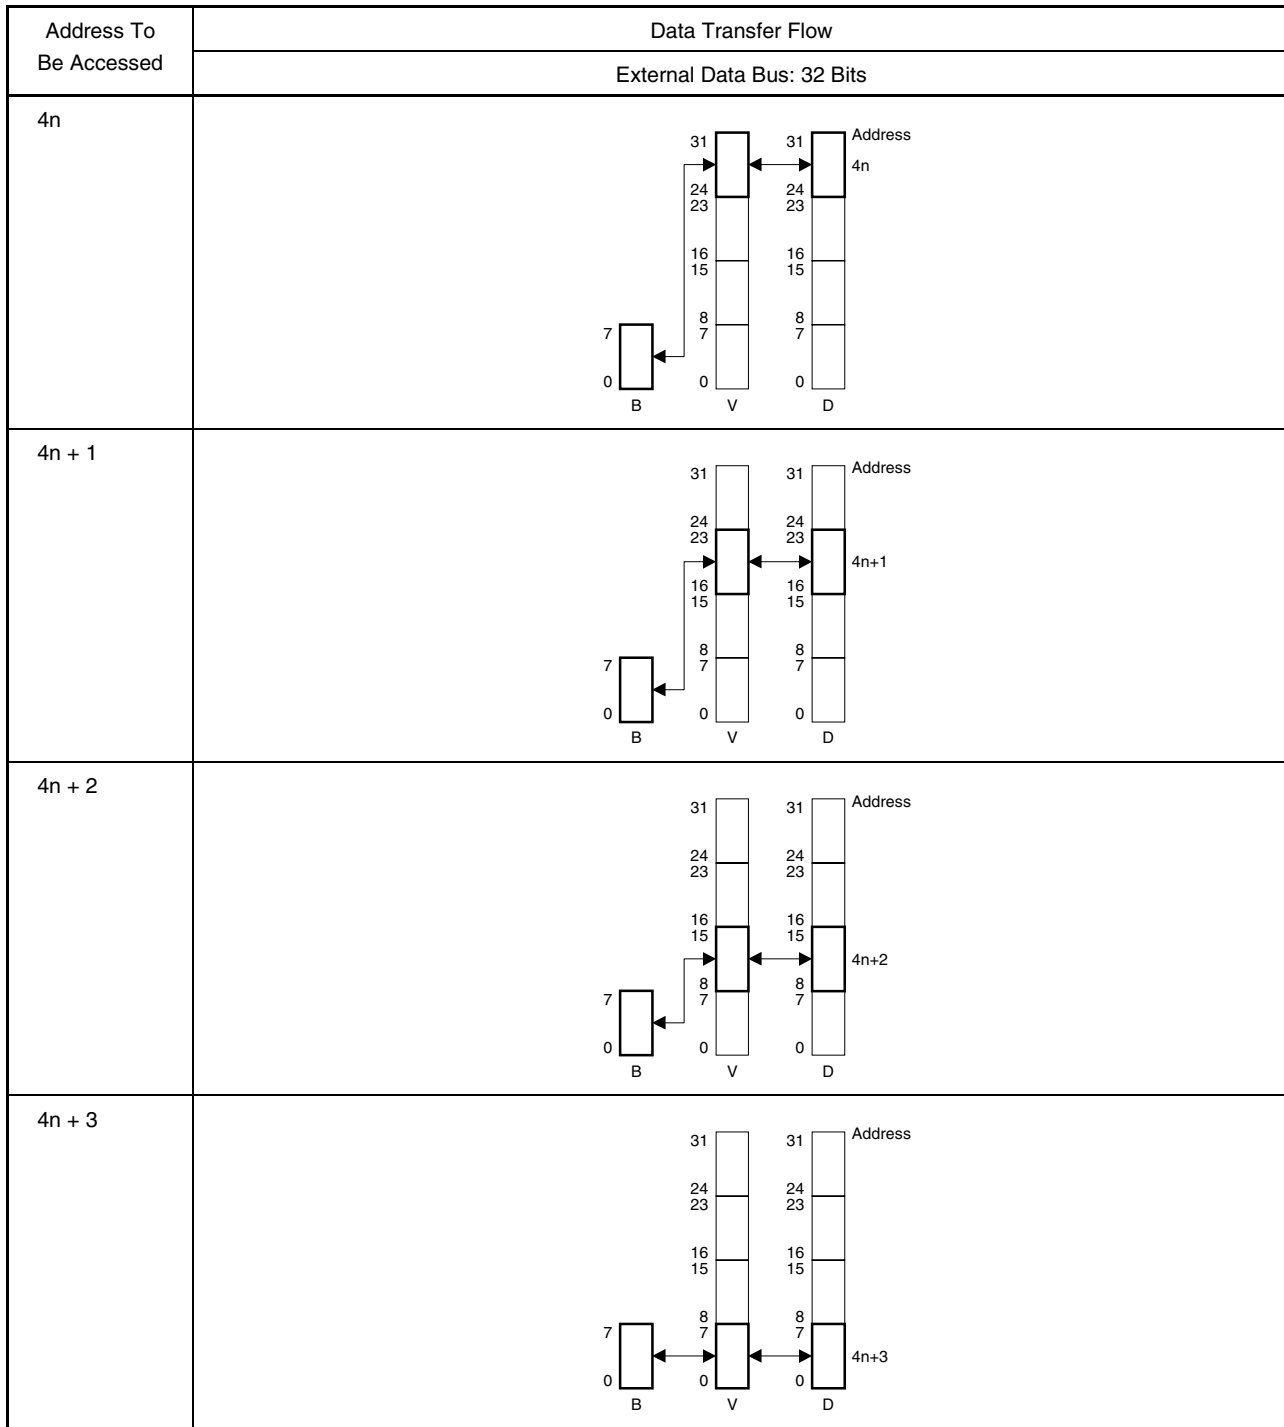 Address To
Be Accessed
Data Transfer Flow
External Data Bus: 32 Bits
4n
31 31 Address
4n
24 24
23 23
16 16
15 15
8 8
7 7 7
0 0 0
B V D
4n + 1
31 31 Address
24 24
23 23
4n+1
16 16
15 15
8 8
7 7 7
0 0 0
B V D
4n + 2
31 31 Address
24 24
23 23
16 16
15 15
4n+2
8 8
7 7 7
0 0 0
B V D
4n + 3
31 31 Address
24 24
23 23
16 16
15 15
8 8
7 7 7
4n+3
0 0 0
B V D